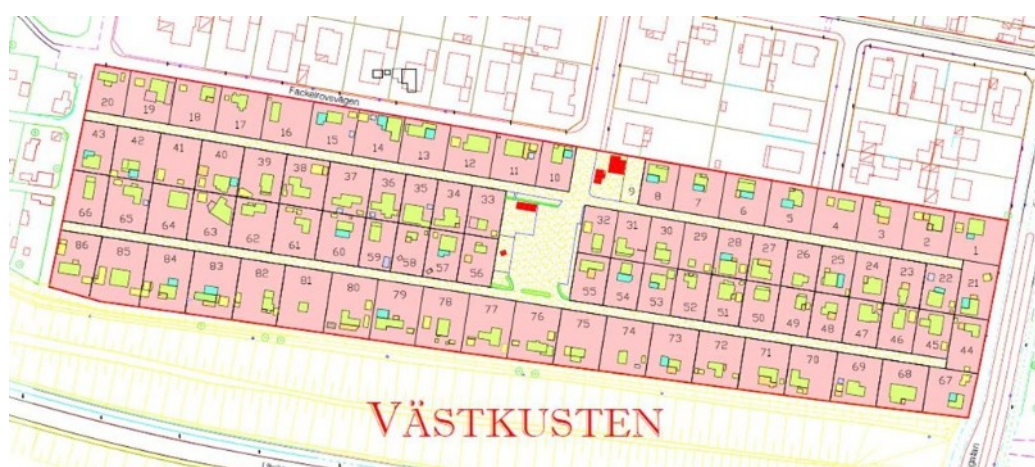 Fackelrovsvägen
20 19 18 17 16 15 14 13 12 11 10 9 8 7 6 5 4 3 2 1
43 42 41 40 39 38 37 36 35 34 33 32 31 30 29 28 27 26 25 24 23 22 21
66 65 64 63 62 61 60 59 58 57 56 55 54 53 52 51 50 49 48 47 46 45 44
86 85 84 83 82 81 80 79 78 77 76 75 74 73 72 71 70 69 68 67
VÄSTKUSTEN